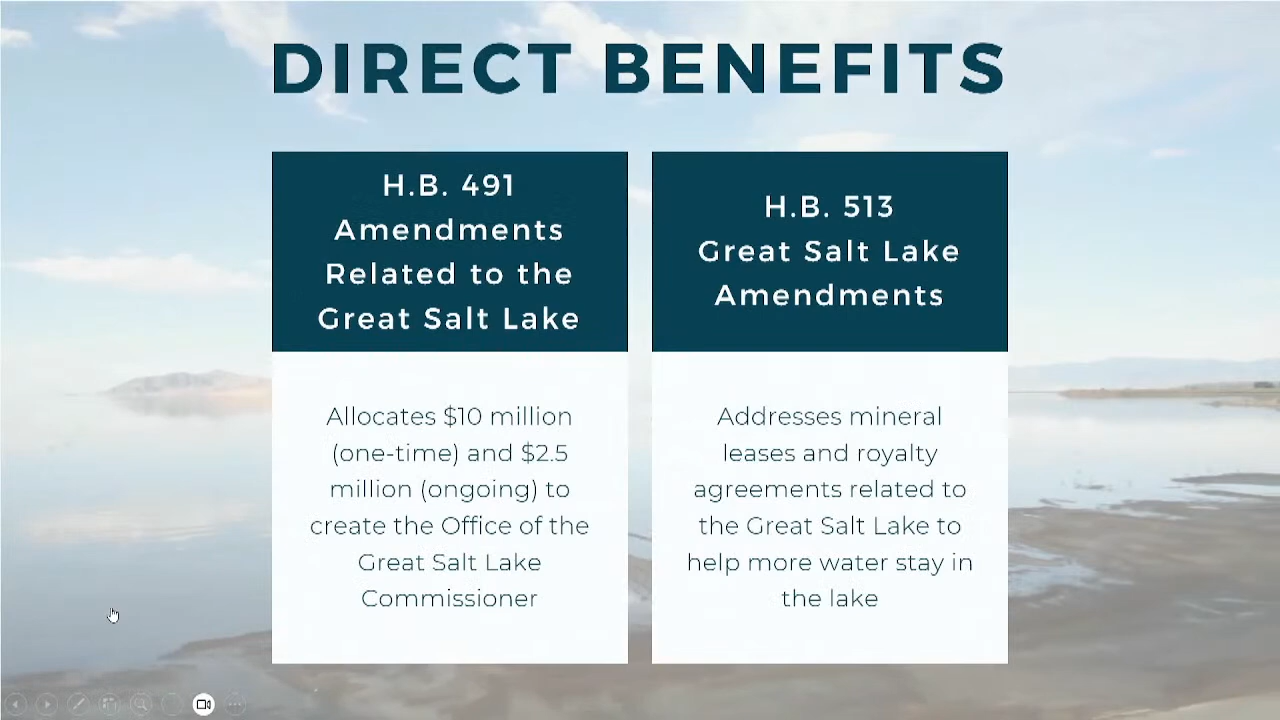 DIRECT BENEFITS
H.B. 491
Amendments
Related to the
Great Salt Lake
Allocates $10 million
(one-time) and $2.5
million (ongoing) to
create the Office of the
Great Salt Lake
Commissioner
H.B. 513
Great Salt Lake
Amendments
Addresses mineral
leases and royalty
agreements related to
the Great Salt Lake to
help more water stay in
the lake